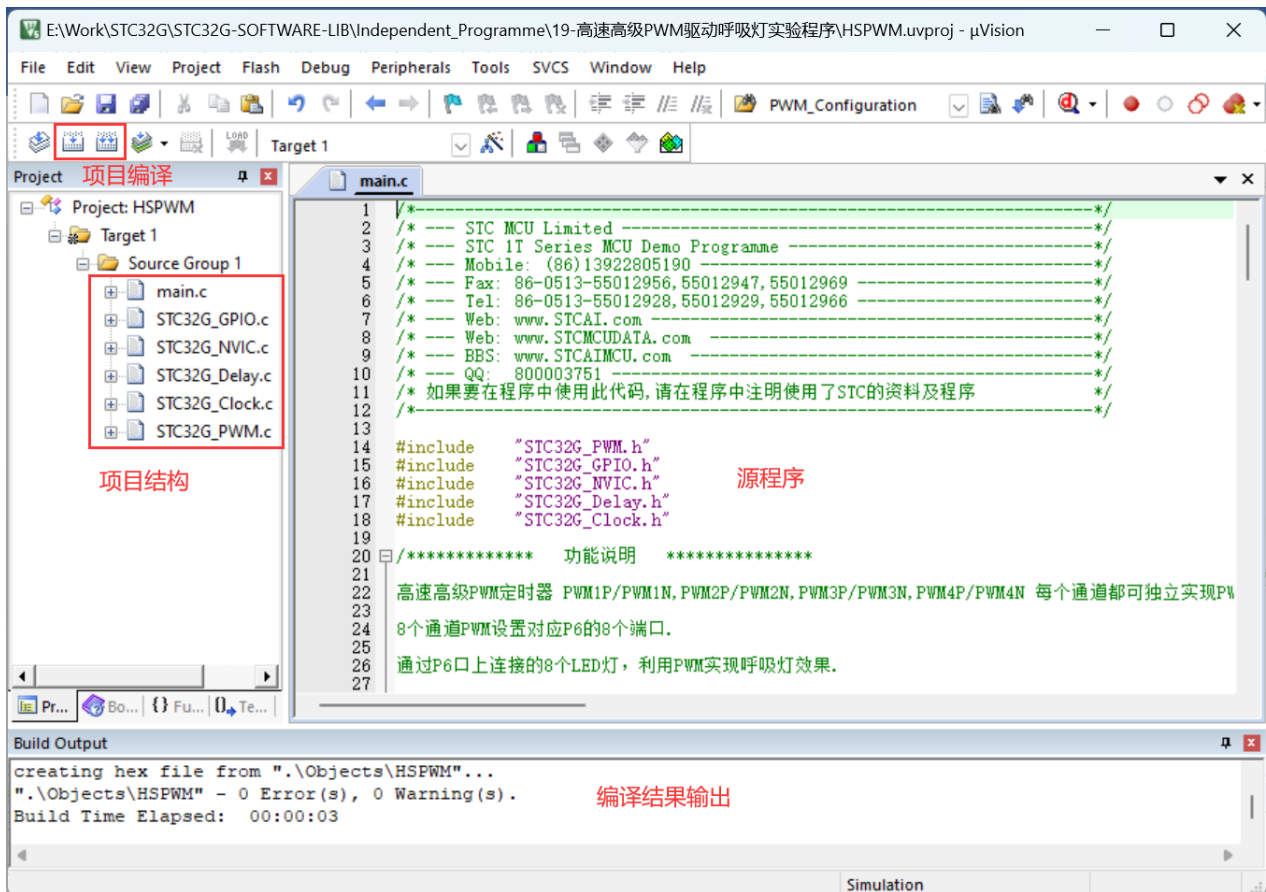 E:\Work\STC32G\STC32G-SOFTWARE-LIB\Independent_Programme\19-高速高级PWM驱动呼吸灯实验程序\HSPWM.uvproj - µVision
File Edit View Project Flash Debug Peripherals Tools SVCS Window Help
PWM_Configuration
LOAD Target 1
Project 项目编译
main.c
Project: HSPWM
Target 1
Source Group 1
main.c
STC32G_GPIO.c
STC32G_NVIC.c
STC32G_Delay.c
STC32G_Clock.c
STC32G_PWM.c
项目结构
Pr... Bo... {} Fu... Te...
1 /*---------------------------------------------------------------------*/
2 /* --- STC MCU Limited ------------------------------------------------*/
3 /* --- STC 1T Series MCU Demo Programme -------------------------------*/
4 /* --- Mobile: (86)13922805190 ----------------------------------------*/
5 /* --- Fax: 86-0513-55012956,55012947,55012969 ------------------------*/
6 /* --- Tel: 86-0513-55012928,55012929,55012966 ------------------------*/
7 /* --- Web: www.STCAI.com ---------------------------------------------*/
8 /* --- Web: www.STCMCUDATA.com  ---------------------------------------*/
9 /* --- BBS: www.STCAIMCU.com  -----------------------------------------*/
10 /* --- QQ:  800003751 -------------------------------------------------*/
11 /* 如果要在程序中使用此代码,请在程序中注明使用了STC的资料及程序 */
12 /*---------------------------------------------------------------------*/
13
14 #include "STC32G_PWM.h"
15 #include "STC32G_GPIO.h"
16 #include "STC32G_NVIC.h"
17 #include "STC32G_Delay.h"
18 #include "STC32G_Clock.h"
源程序
19
20 /************* 功能说明 ***************
21
22 高速高级PWM定时器 PWM1P/PWM1N,PWM2P/PWM2N,PWM3P/PWM3N,PWM4P/PWM4N 每个通道都可独立实现PW
23
24 8个通道PWM设置对应P6的8个端口.
25
26 通过P6口上连接的8个LED灯，利用PWM实现呼吸灯效果.
27
Build Output
creating hex file from ".\Objects\HSPWM"...
".\Objects\HSPWM" - 0 Error(s), 0 Warning(s).
Build Time Elapsed:  00:00:03
编译结果输出
Simulation